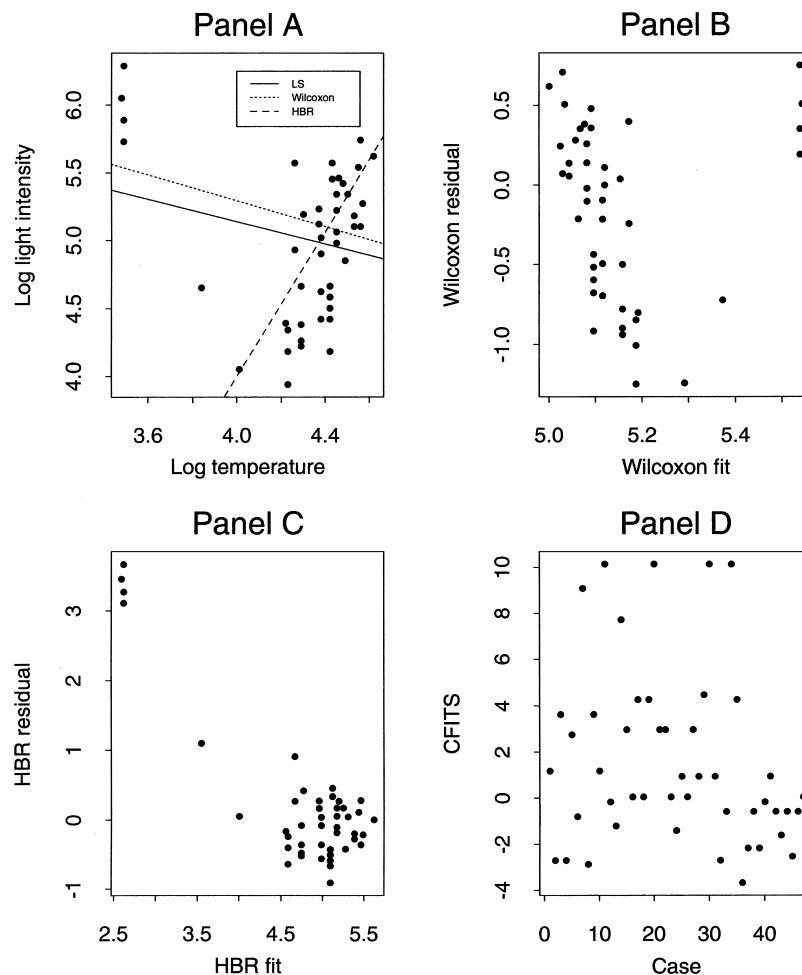 Panel A
Log light intensity
6.0
5.5
5.0
4.5
4.0
LS
Wilcoxon
HBR
3.6 4.0 4.4
Log temperature
Panel B
Wilcoxon residual
0.5
0.0
-0.5
-1.0
5.0 5.2 5.4
Wilcoxon fit
Panel C
HBR residual
3
2
1
0
-1
2.5 3.5 4.5 5.5
HBR fit
Panel D
CFITS
10
8
6
4
2
0
-2
-4
0 10 20 30 40
Case